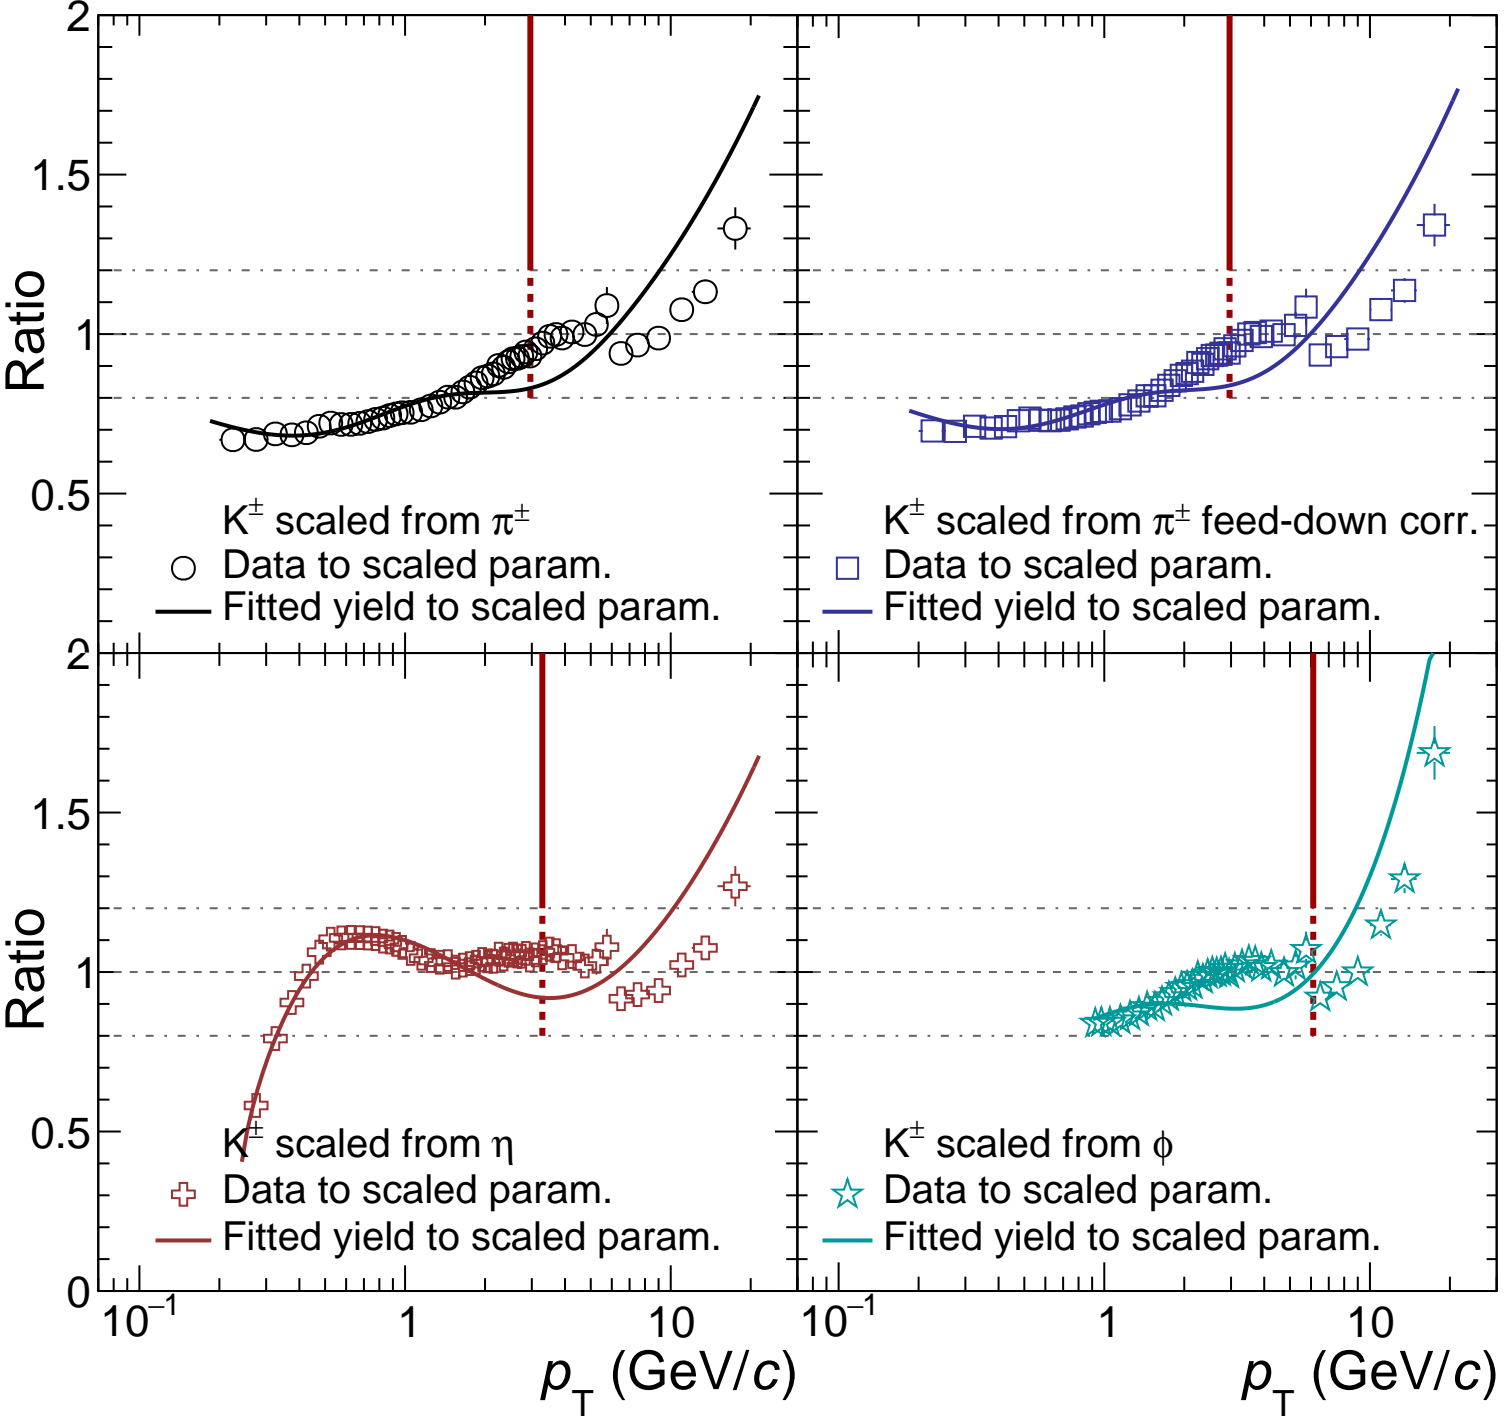 2
1.5
1
0.5
Ratio
K± scaled from π±
Data to scaled param.
Fitted yield to scaled param.
K± scaled from π± feed-down corr.
Data to scaled param.
Fitted yield to scaled param.
2
1.5
1
0.5
0
Ratio
K± scaled from η
Data to scaled param.
Fitted yield to scaled param.
K± scaled from ϕ
Data to scaled param.
Fitted yield to scaled param.
10⁻¹ 1 10
10⁻¹ 1 10
p_T (GeV/c)
p_T (GeV/c)